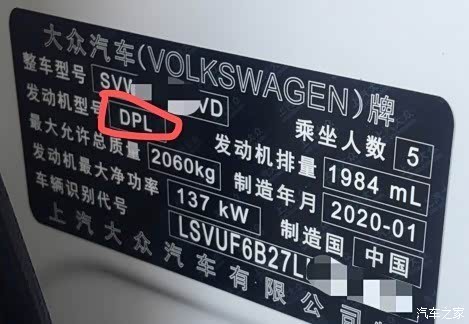 大众汽车(VOLKSWAGEN)牌
整车型号 SVW VD 乘坐人数 5
发动机型号 DPL 发动机排量 1984 mL
最大允许总质量 2060kg 制造年月 2020-01
发动机最大净功率 137 kW 制造国 中国
车辆识别代号 LSVUF6B27L
上汽大众汽车有限公司
汽车之家